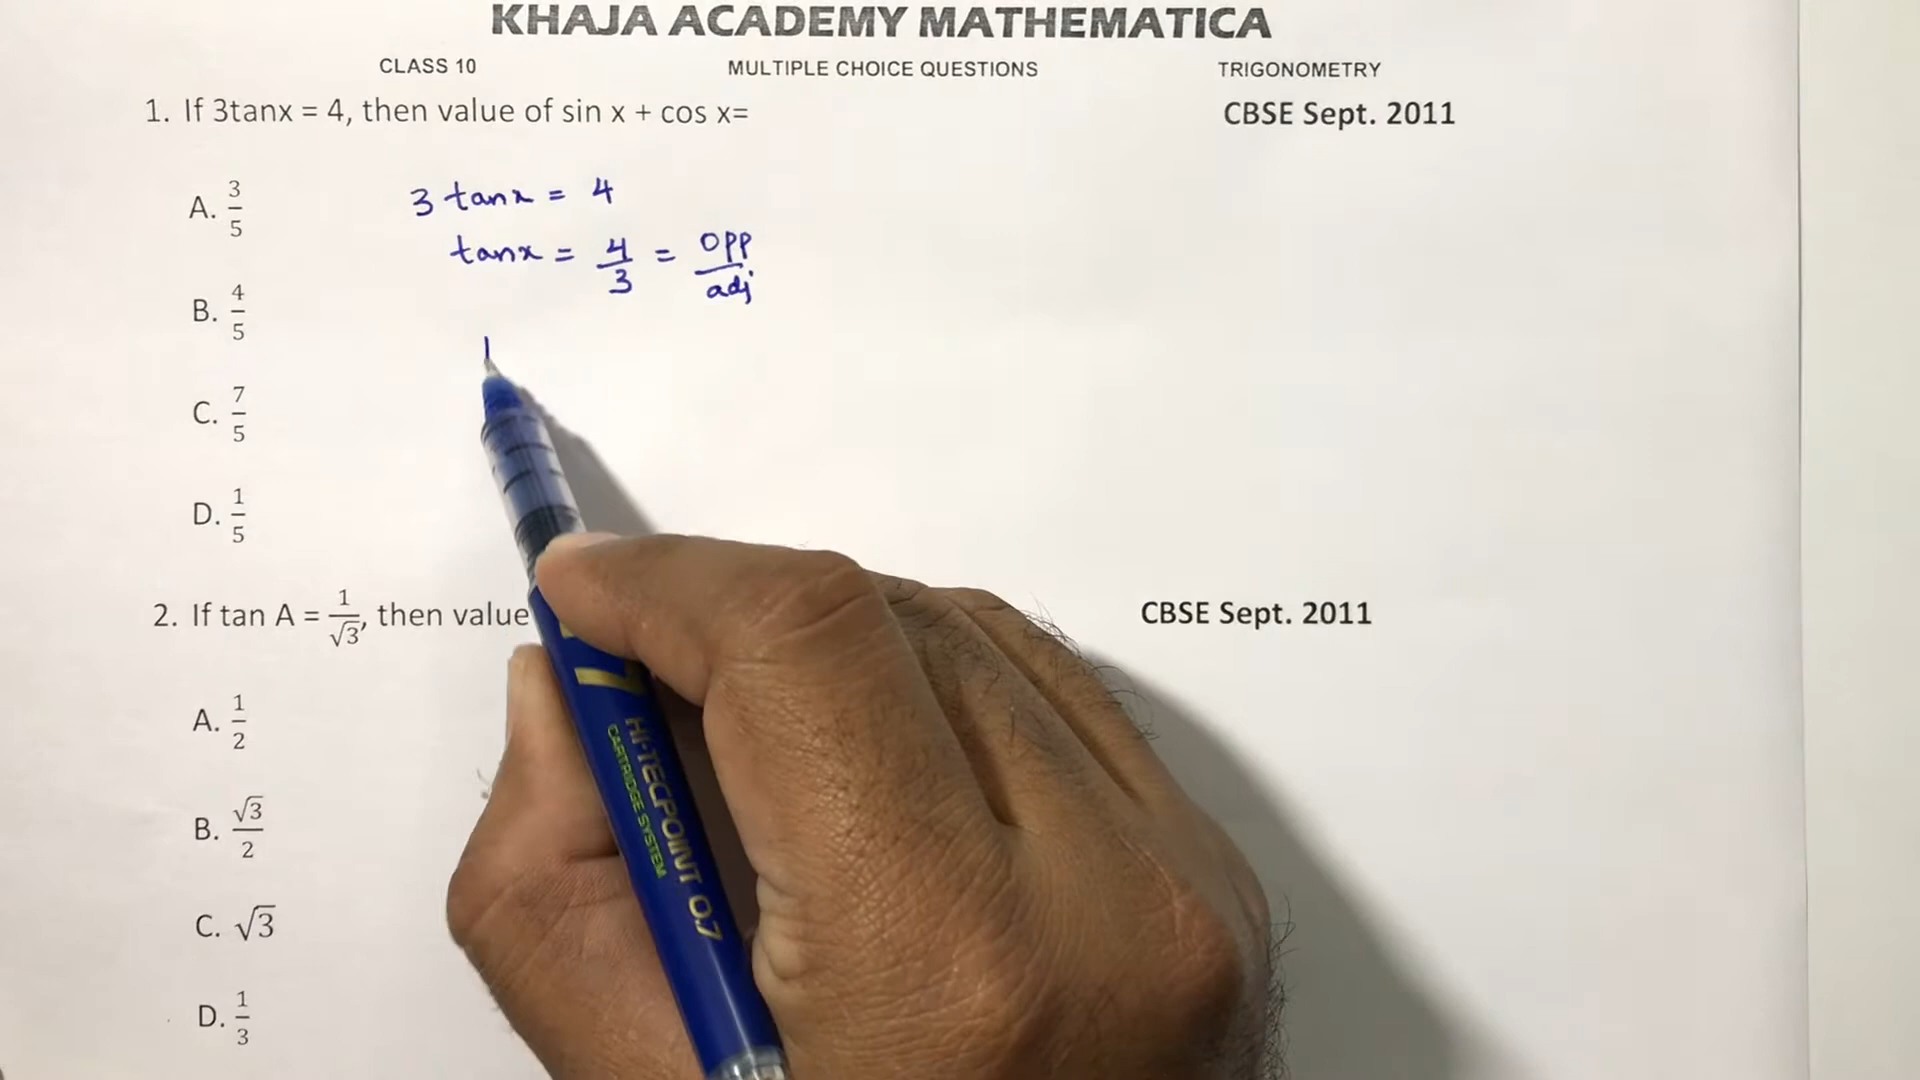 KHAJA ACADEMY MATHEMATICA
CLASS 10 MULTIPLE CHOICE QUESTIONS TRIGONOMETRY
1. If 3tanx = 4, then value of sin x + cos x= CBSE Sept. 2011
A. 3/5
3 tanx = 4
tanx = 4/3 = opp/adj
B. 4/5
C. 7/5
D. 1/5
2. If tan A = 1/√3, then value CBSE Sept. 2011
A. 1/2
B. √3/2
C. √3
D. 1/3
HI-TECPOINT 0.7
CARTRIDGE SYSTEM